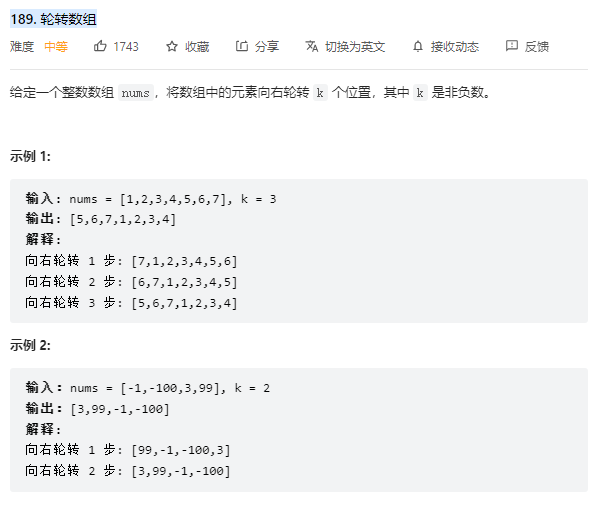 189. 轮转数组
难度 中等 1743 收藏 分享 切换为英文 接收动态 反馈
给定一个整数数组 nums ，将数组中的元素向右轮转 k 个位置，其中 k 是非负数。
示例 1:
输入: nums = [1,2,3,4,5,6,7], k = 3
输出: [5,6,7,1,2,3,4]
解释:
向右轮转 1 步: [7,1,2,3,4,5,6]
向右轮转 2 步: [6,7,1,2,3,4,5]
向右轮转 3 步: [5,6,7,1,2,3,4]
示例 2:
输入：nums = [-1,-100,3,99], k = 2
输出：[3,99,-1,-100]
解释:
向右轮转 1 步: [99,-1,-100,3]
向右轮转 2 步: [3,99,-1,-100]